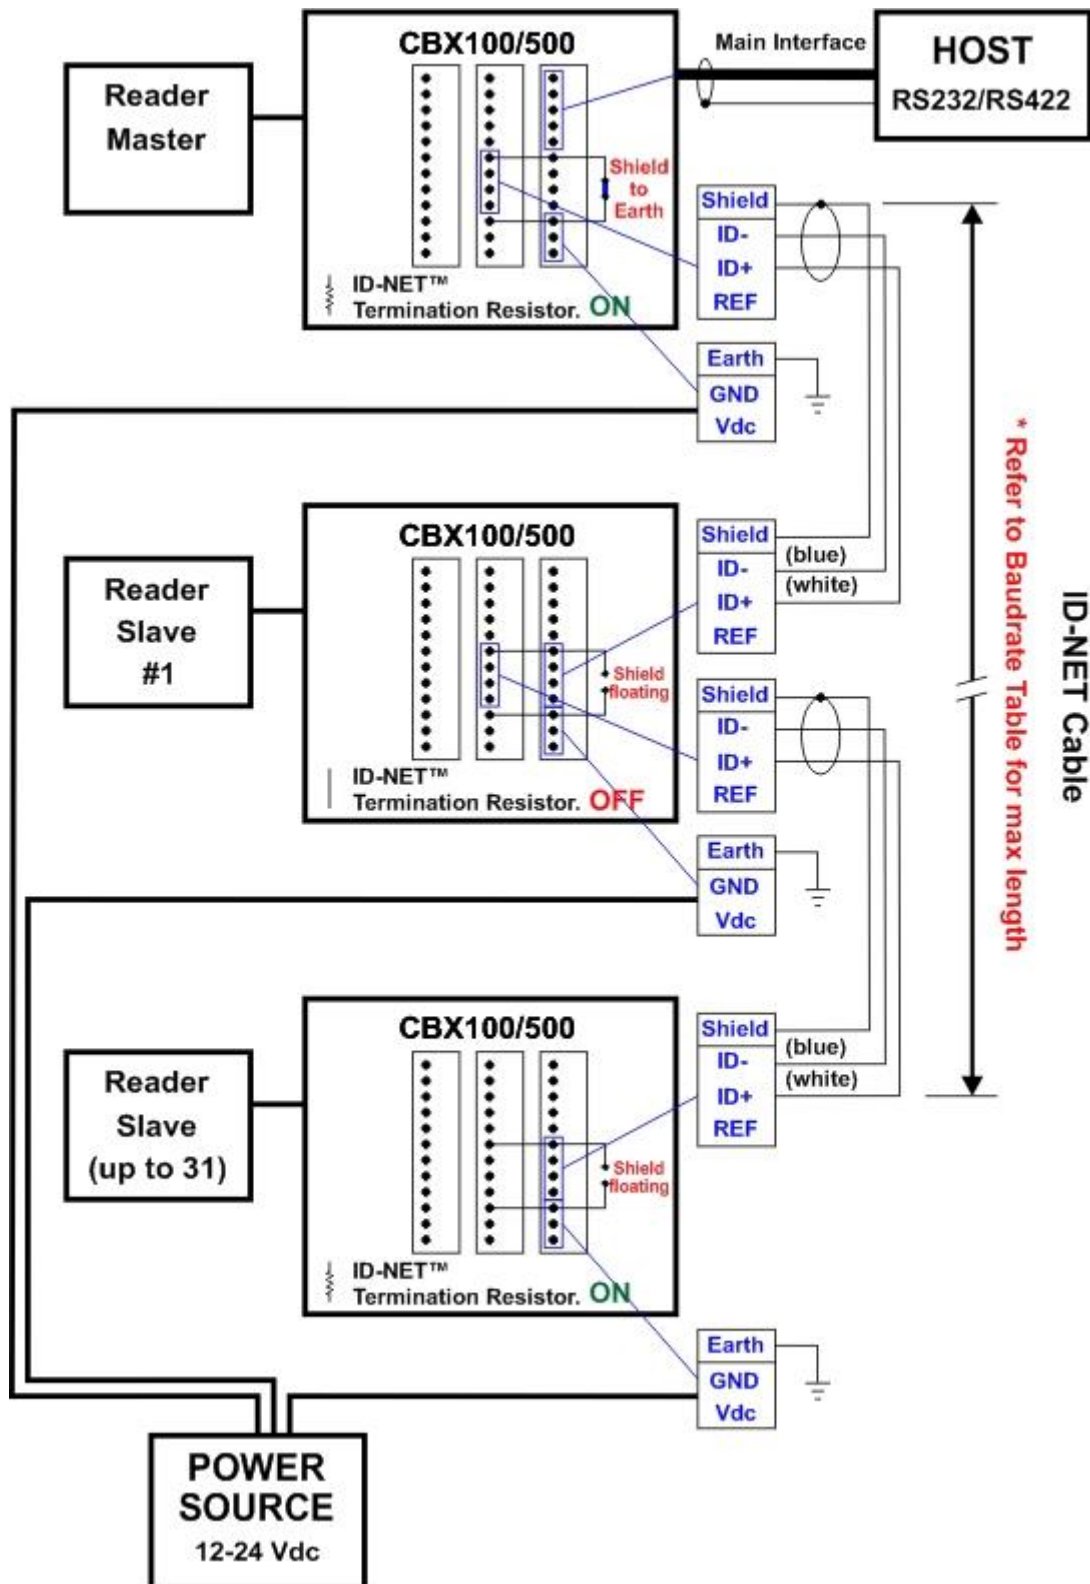 CBX100/500
Main Interface
HOST
RS232/RS422
Reader
Master
Shield
to
Earth
Shield
ID-
ID+
REF
ID-NET™
Termination Resistor. ON
Earth
GND
Vdc
* Refer to Baudrate Table for max length
ID-NET Cable
CBX100/500
Reader
Slave
#1
Shield
(blue)
ID-
(white)
ID+
REF
Shield
floating
Shield
ID-
ID+
REF
ID-NET™
Termination Resistor. OFF
Earth
GND
Vdc
CBX100/500
Reader
Slave
(up to 31)
Shield
(blue)
ID-
(white)
ID+
REF
Shield
floating
ID-NET™
Termination Resistor. ON
Earth
GND
Vdc
POWER
SOURCE
12-24 Vdc